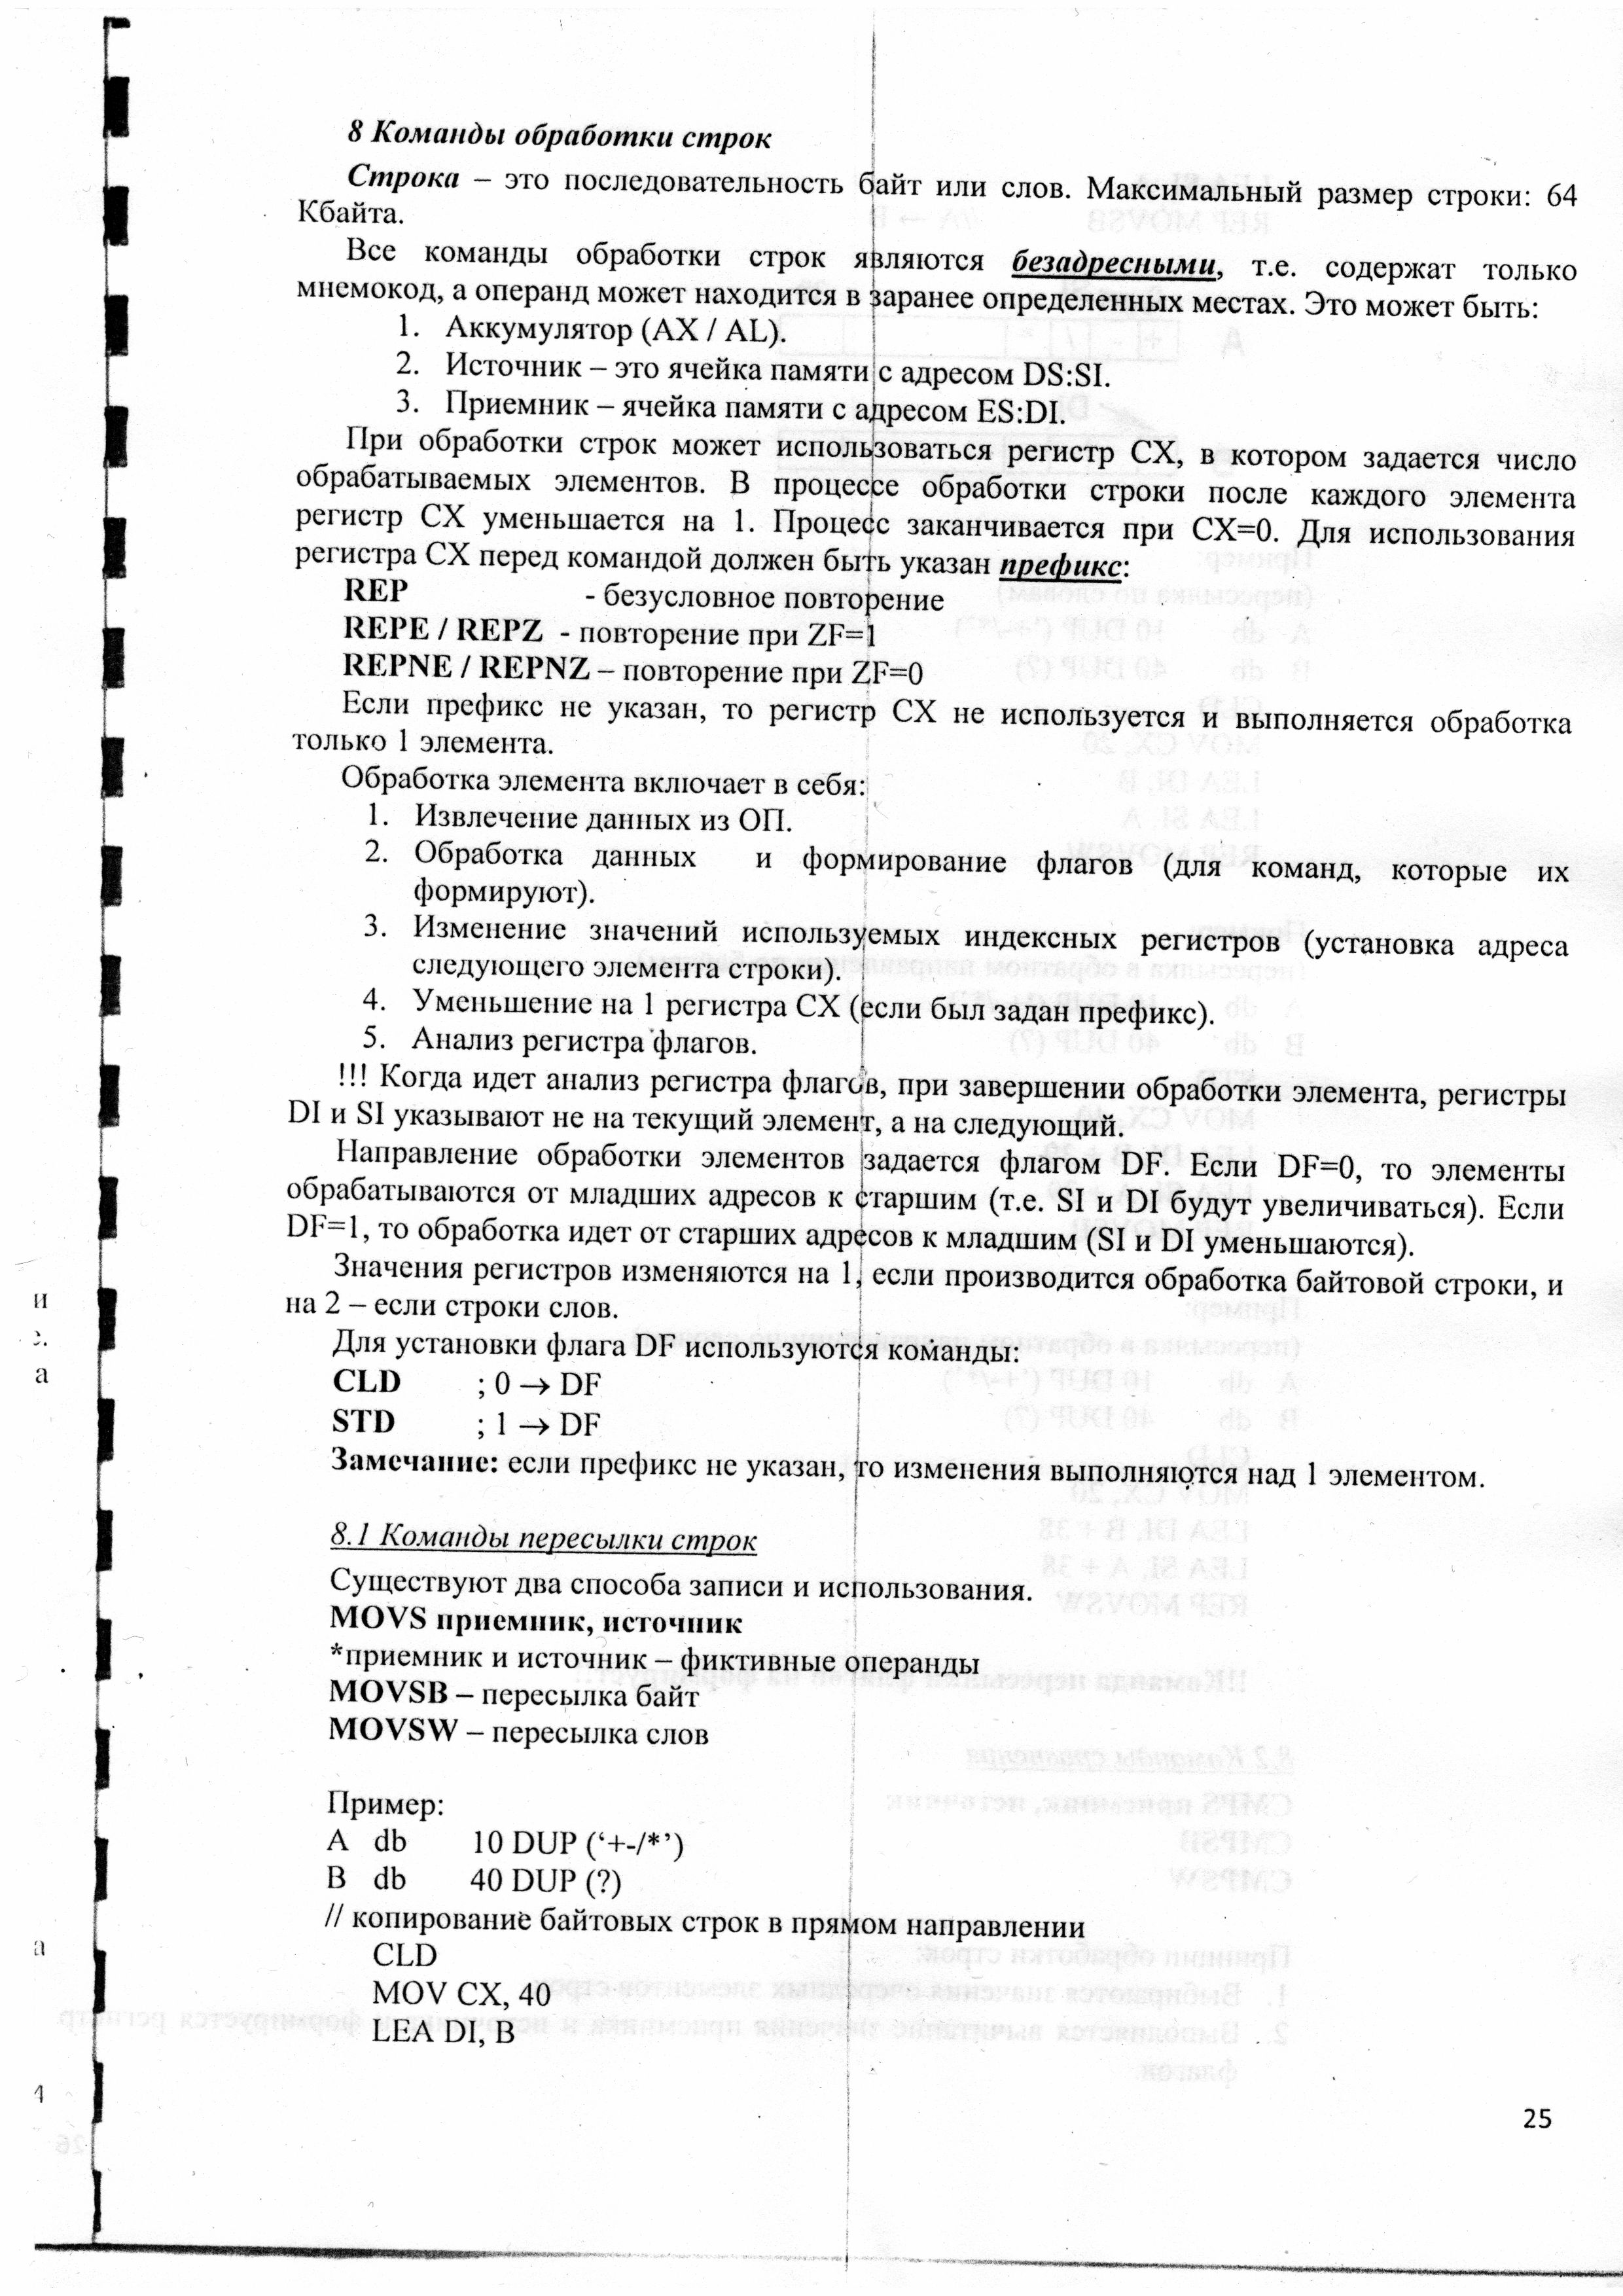 8 Команды обработки строк
Строка – это последовательность байт или слов. Максимальный размер строки: 64
Кбайта.
Все команды обработки строк являются безадресными, т.е. содержат только
мнемокод, а операнд может находится в заранее определенных местах. Это может быть:
1. Аккумулятор (AX / AL).
2. Источник – это ячейка памяти с адресом DS:SI.
3. Приемник – ячейка памяти с адресом ES:DI.
При обработки строк может использоваться регистр CX, в котором задается число
обрабатываемых элементов. В процессе обработки строки после каждого элемента
регистр CX уменьшается на 1. Процесс заканчивается при CX=0. Для использования
регистра CX перед командой должен быть указан префикс:
REP - безусловное повторение
REPE / REPZ - повторение при ZF=1
REPNE / REPNZ – повторение при ZF=0
Если префикс не указан, то регистр CX не используется и выполняется обработка
только 1 элемента.
Обработка элемента включает в себя:
1. Извлечение данных из ОП.
2. Обработка данных и формирование флагов (для команд, которые их
формируют).
3. Изменение значений используемых индексных регистров (установка адреса
следующего элемента строки).
4. Уменьшение на 1 регистра CX (если был задан префикс).
5. Анализ регистра флагов.
!!! Когда идет анализ регистра флагов, при завершении обработки элемента, регистры
DI и SI указывают не на текущий элемент, а на следующий.
Направление обработки элементов задается флагом DF. Если DF=0, то элементы
обрабатываются от младших адресов к старшим (т.е. SI и DI будут увеличиваться). Если
DF=1, то обработка идет от старших адресов к младшим (SI и DI уменьшаются).
Значения регистров изменяются на 1, если производится обработка байтовой строки, и
на 2 – если строки слов.
Для установки флага DF используются команды:
CLD ; 0 → DF
STD ; 1 → DF
Замечание: если префикс не указан, то изменения выполняются над 1 элементом.
8.1 Команды пересылки строк
Существуют два способа записи и использования.
MOVS приемник, источник
*приемник и источник – фиктивные операнды
MOVSB – пересылка байт
MOVSW – пересылка слов
Пример:
A db 10 DUP (‘+-/*’)
B db 40 DUP (?)
// копирование байтовых строк в прямом направлении
CLD
MOV CX, 40
LEA DI, B
25